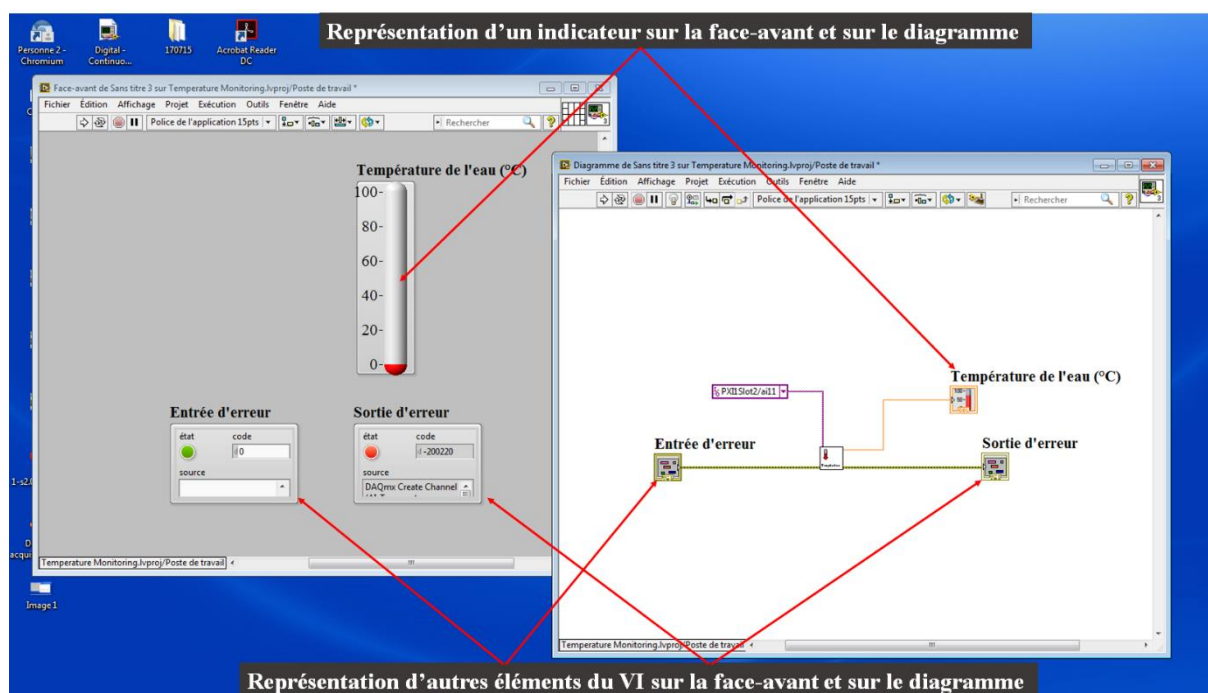 Représentation d'un indicateur sur la face-avant et sur le diagramme
Personne 2 -
Chromium
Digital -
Continuo...
170715
Acrobat Reader
DC
Face-avant de Sans titre 3 sur Temperature Monitoring.lvproj/Poste de travail *
Fichier Édition Affichage Projet Exécution Outils Fenêtre Aide
Police de l'application 15pts
Rechercher
3
Température de l'eau (°C)
100-
80-
60-
40-
20-
0-
Entrée d'erreur
état code
0
source
Sortie d'erreur
état code
-200220
source
DAQmx Create Channel
Temperature Monitoring.lvproj/Poste de travail
Image 1
Diagramme de Sans titre 3 sur Temperature Monitoring.lvproj/Poste de travail *
Fichier Édition Affichage Projet Exécution Outils Fenêtre Aide
Police de l'application 15pts
Rechercher
3
Température de l'eau (°C)
100-
50-
PXI1Slot2/ai11
Entrée d'erreur
Sortie d'erreur
Temperature Monitoring.lvproj/Poste de travail
Représentation d'autres éléments du VI sur la face-avant et sur le diagramme